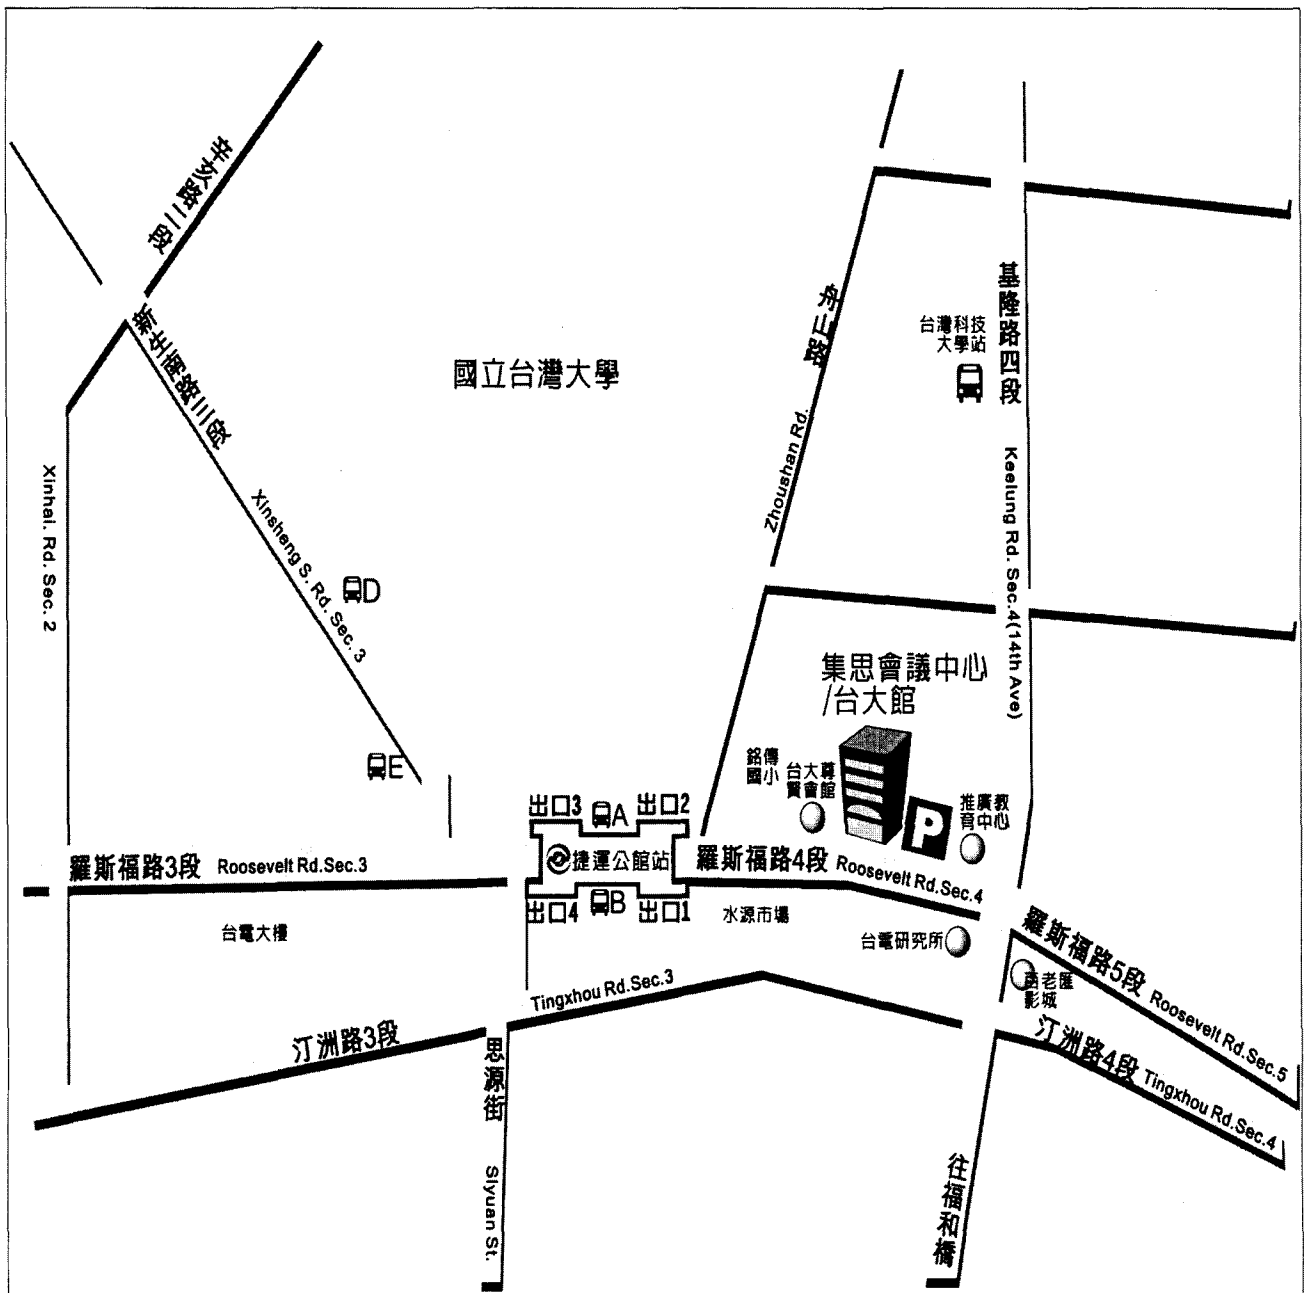 辛亥路二段
新生南路三段
國立台灣大學
舟山路
台灣科技
大學站
基隆路四段
Zhoushan Rd.
Keelung Rd. Sec.4(14th Ave)
Xinhai. Rd. Sec. 2
Xinsheng S. Rd. Sec. 3
D
E
集思會議中心
/台大館
銘傳
國小
台大尊
賢會館
P
推廣教
育中心
出口3
A
出口2
捷運公館站
羅斯福路3段 Roosevelt Rd.Sec.3
羅斯福路4段 Roosevelt Rd.Sec.4
出口4
B
出口1
水源市場
台電大樓
台電研究所
羅斯福路5段 Roosevelt Rd.Sec.5
老匯
影城
Tingxhou Rd.Sec.3
汀洲路3段
汀洲路4段 Tingxhou Rd.Sec.4
思源街
Siyuan St.
往福和橋